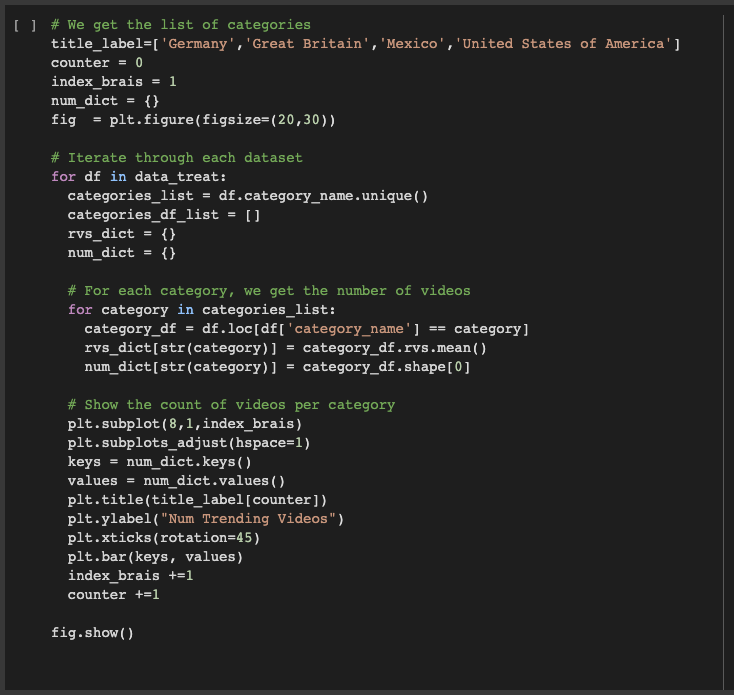 [ ] # We get the list of categories
title_label=['Germany','Great Britain','Mexico','United States of America']
counter = 0
index_brais = 1
num_dict = {}
fig  = plt.figure(figsize=(20,30))

# Iterate through each dataset
for df in data_treat:
  categories_list = df.category_name.unique()
  categories_df_list = []
  rvs_dict = {}
  num_dict = {}

  # For each category, we get the number of videos
  for category in categories_list:
    category_df = df.loc[df['category_name'] == category]
    rvs_dict[str(category)] = category_df.rvs.mean()
    num_dict[str(category)] = category_df.shape[0]

  # Show the count of videos per category
  plt.subplot(8,1,index_brais)
  plt.subplots_adjust(hspace=1)
  keys = num_dict.keys()
  values = num_dict.values()
  plt.title(title_label[counter])
  plt.ylabel("Num Trending Videos")
  plt.xticks(rotation=45)
  plt.bar(keys, values)
  index_brais +=1
  counter +=1

fig.show()